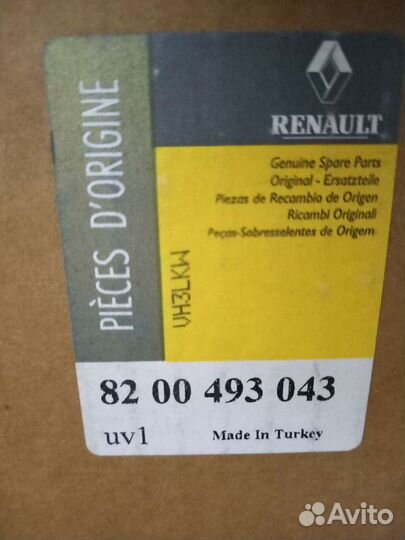 PIÈCES D'ORIGINE
RENAULT
Genuine Spare Parts
Original - Ersatzteile
Piezas de Recambio de Origen
Ricambi Originali
Peças-Sobresselentes de Origem
VH3LKW
82 00 493 043
uv1
Made In Turkey
Avito